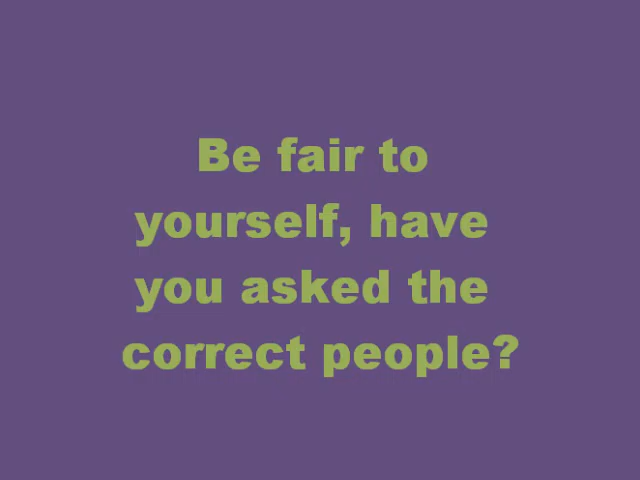 Be fair to
yourself, have
you asked the
correct people?